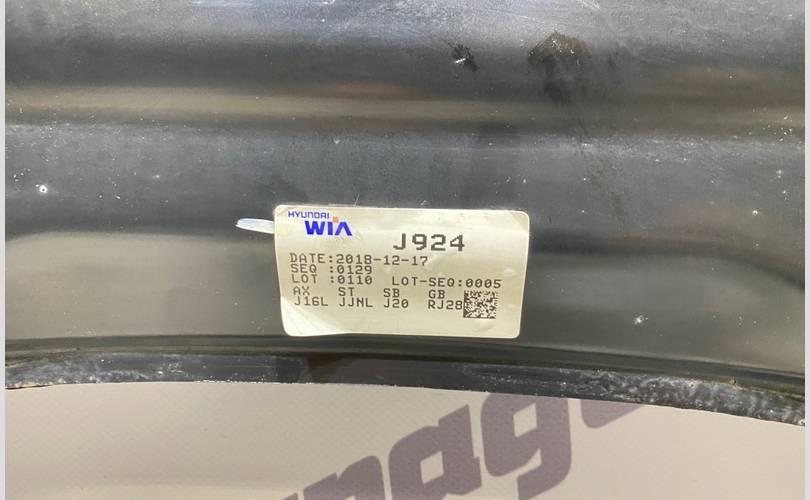 HYUNDAI
WIA
J924
DATE:2018-12-17
SEQ :0129
LOT :0110 LOT-SEQ:0005
AX ST SB GB
J16L JJNL J20 RJ28